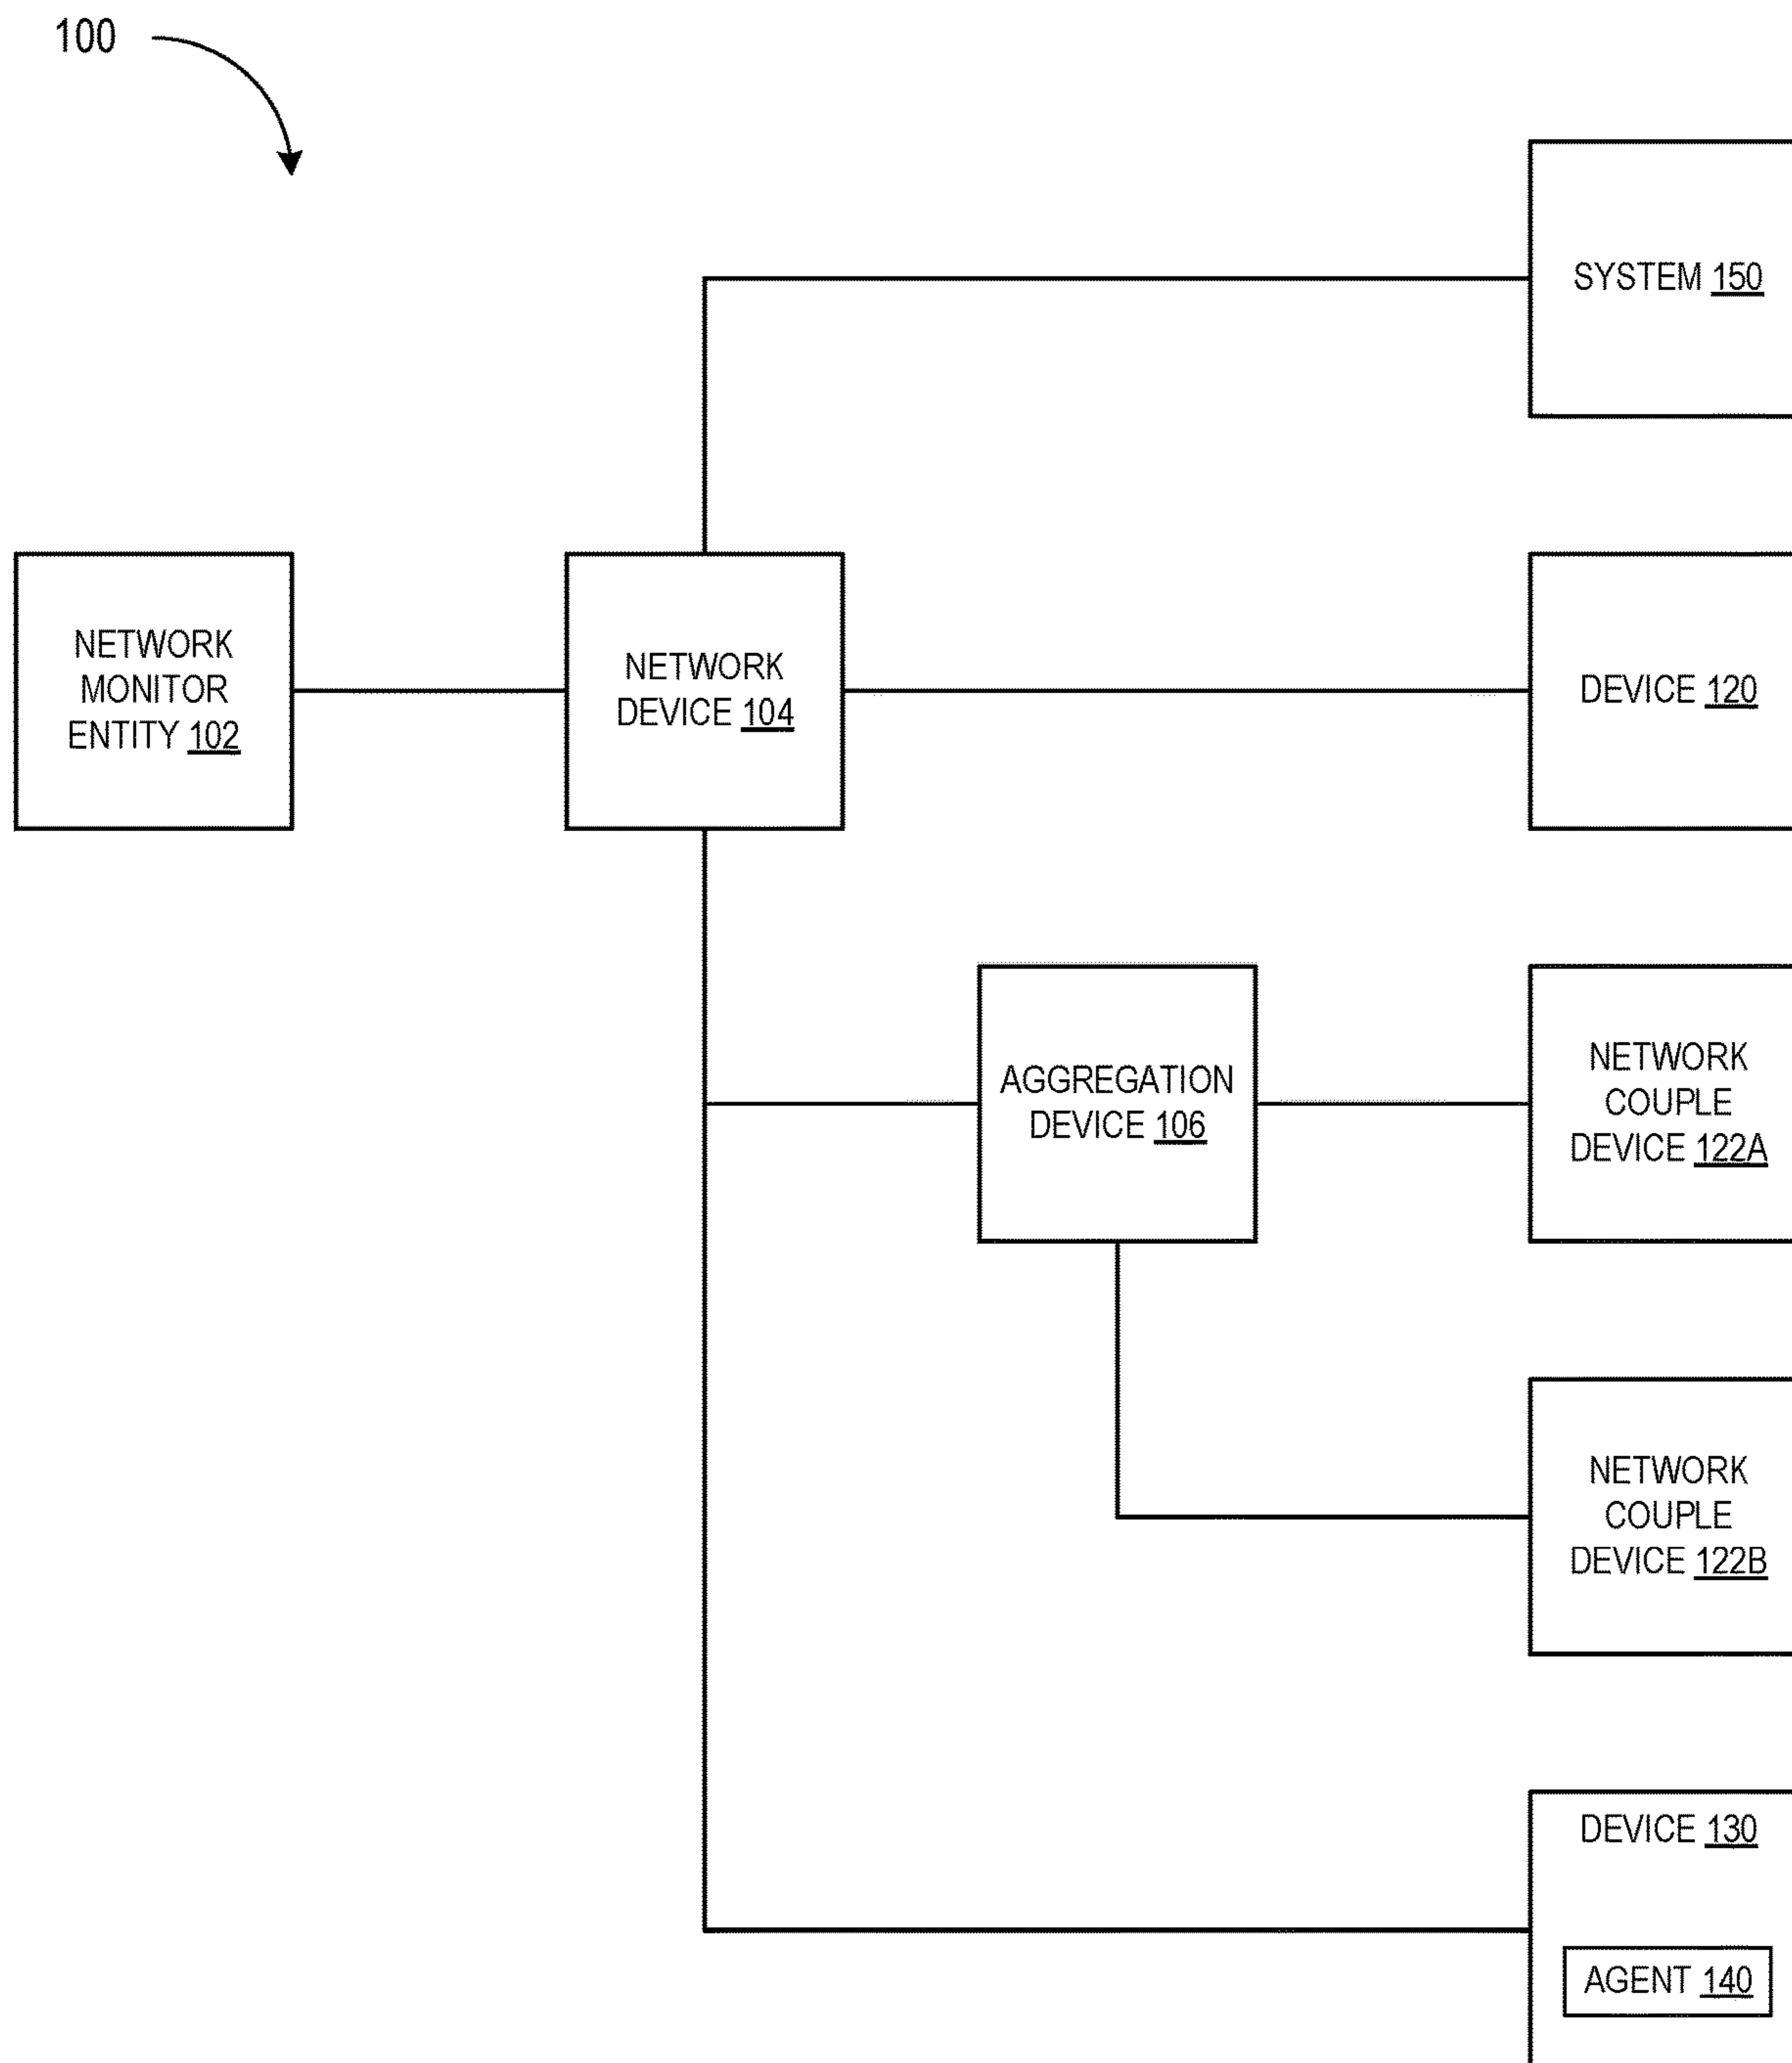 100
SYSTEM 150
NETWORK
MONITOR
ENTITY 102
NETWORK
DEVICE 104
DEVICE 120
AGGREGATION
DEVICE 106
NETWORK
COUPLE
DEVICE 122A
NETWORK
COUPLE
DEVICE 122B
DEVICE 130
AGENT 140